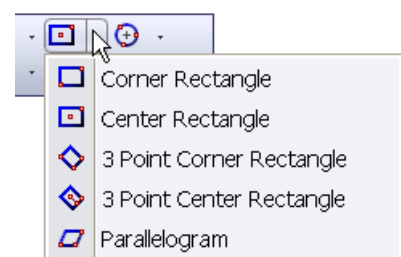 Corner Rectangle
Center Rectangle
3 Point Corner Rectangle
3 Point Center Rectangle
Parallelogram